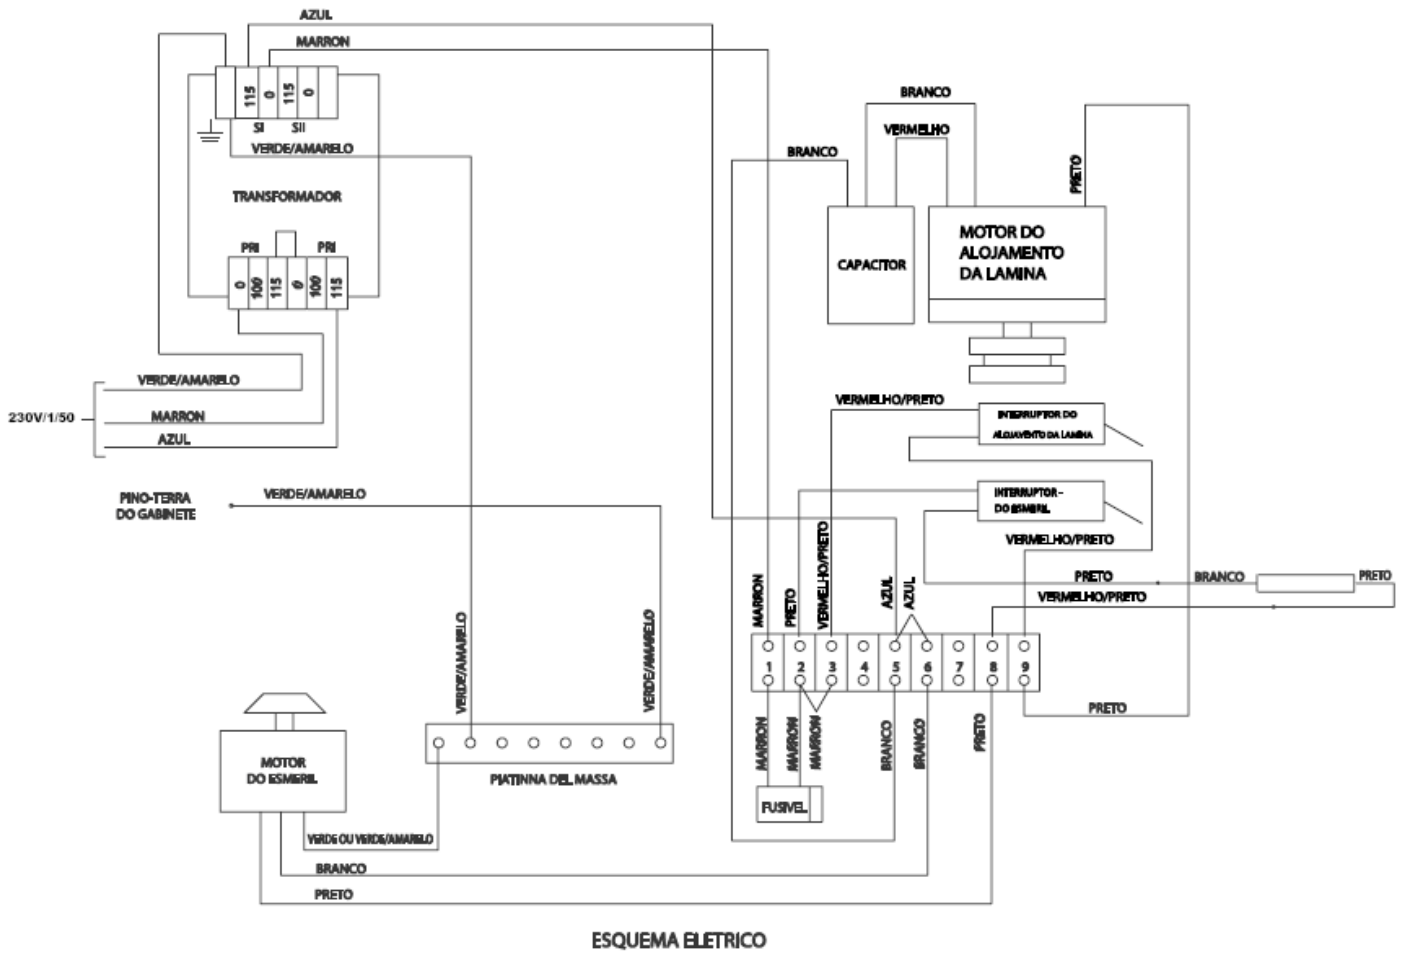 AZUL
MARRON
115
0
115
0
SI
SII
VERDE/AMARELO
TRANSFORMADOR
PRI
PRI
0
100
115
0
100
115
VERDE/AMARELO
230V/1/50
MARRON
AZUL
PINO-TERRA
DO GABINETE
VERDE/AMARELO
BRANCO
VERMELHO
BRANCO
PRETO
CAPACITOR
MOTOR DO
ALOJAMENTO
DA LAMINA
VERMELHO/PRETO
INTERRUPTOR DO
ALOJAVENTO DA LAMINA
INTERRUPTOR -
DO ESMERIL
VERMELHO/PRETO
PRETO
BRANCO
PRETO
VERMELHO/PRETO
MARRON
PRETO
VERMELHO/PRETO
AZUL
AZUL
1
2
3
4
5
6
7
8
9
MARRON
MARRON
MARRON
BRANCO
BRANCO
PRETO
PRETO
FUSIVEL
VERDE/AMARELO
VERDE/AMARELO
PIATINNA DEL MASSA
MOTOR
DO ESMERIL
VERDE OU VERDE/AMARELO
BRANCO
PRETO
ESQUEMA ELETRICO